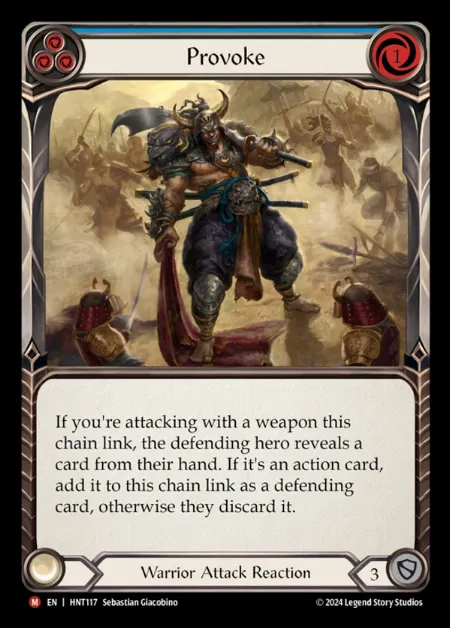 Provoke
1
If you're attacking with a weapon this
chain link, the defending hero reveals a
card from their hand. If it's an action card,
add it to this chain link as a defending
card, otherwise they discard it.
Warrior Attack Reaction
3
M EN | HNT117 Sebastian Giacobino
© 2024 Legend Story Studios